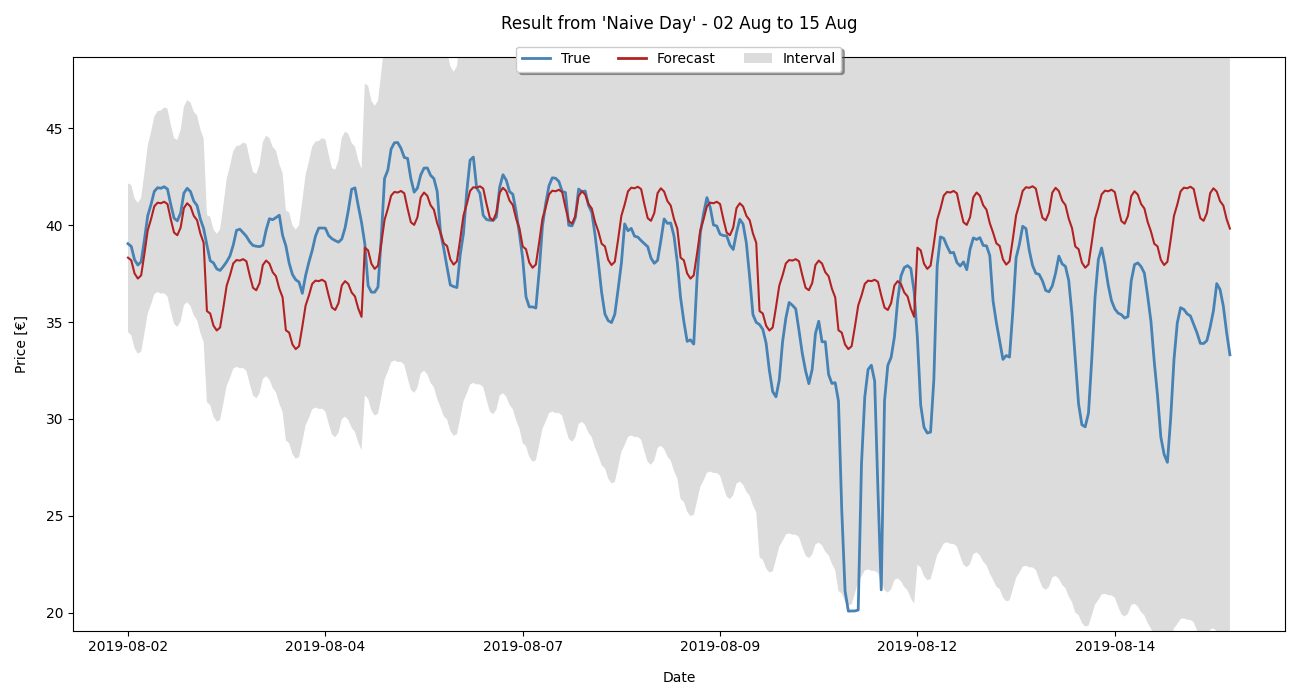 Result from 'Naive Day' - 02 Aug to 15 Aug
True Forecast Interval
45
40
35
30
25
20
Price [€]
2019-08-02 2019-08-04 2019-08-07 2019-08-09 2019-08-12 2019-08-14
Date